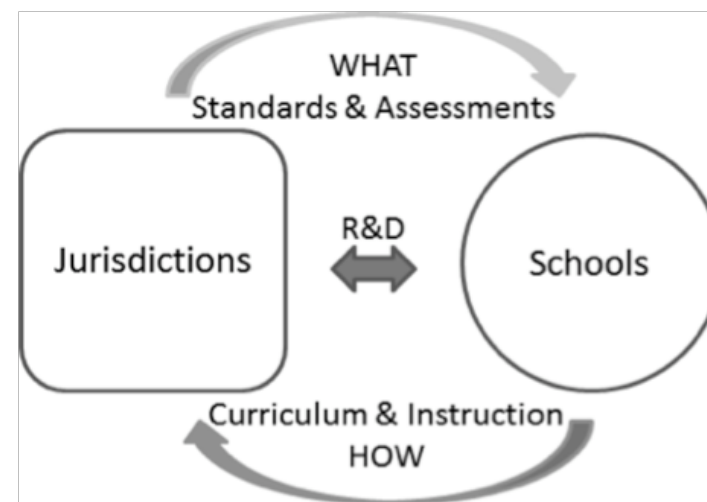 WHAT
Standards & Assessments
R&D
Jurisdictions
Schools
Curriculum & Instruction
HOW